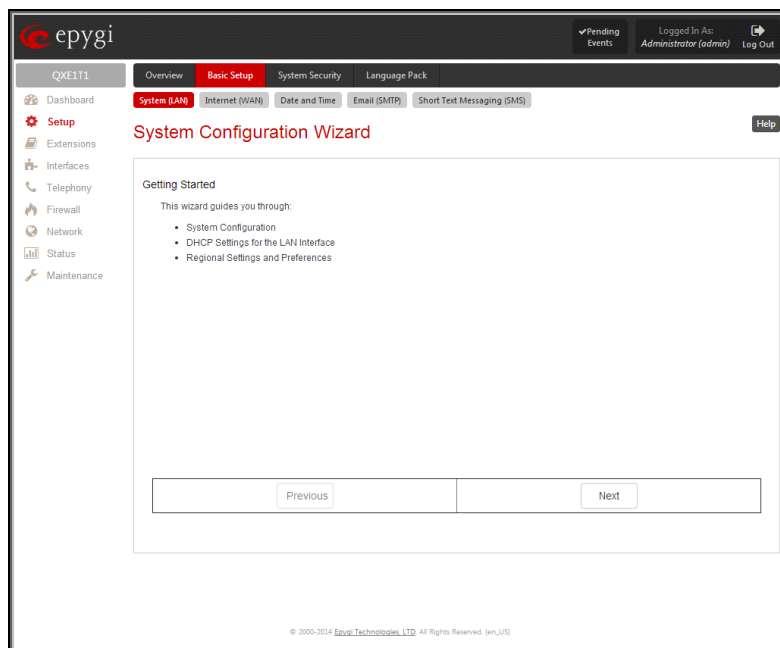 epygi
✔Pending
Events
Logged In As:
Administrator (admin)
Log Out
QXE1T1
Overview Basic Setup System Security Language Pack
Dashboard
Setup
Extensions
Interfaces
Telephony
Firewall
Network
Status
Maintenance
System (LAN) Internet (WAN) Date and Time Email (SMTP) Short Text Messaging (SMS)
System Configuration Wizard
Help
Getting Started
This wizard guides you through:
• System Configuration
• DHCP Settings for the LAN Interface
• Regional Settings and Preferences
Previous Next
© 2000-2014 Epygi Technologies, LTD. All Rights Reserved. (en_US)